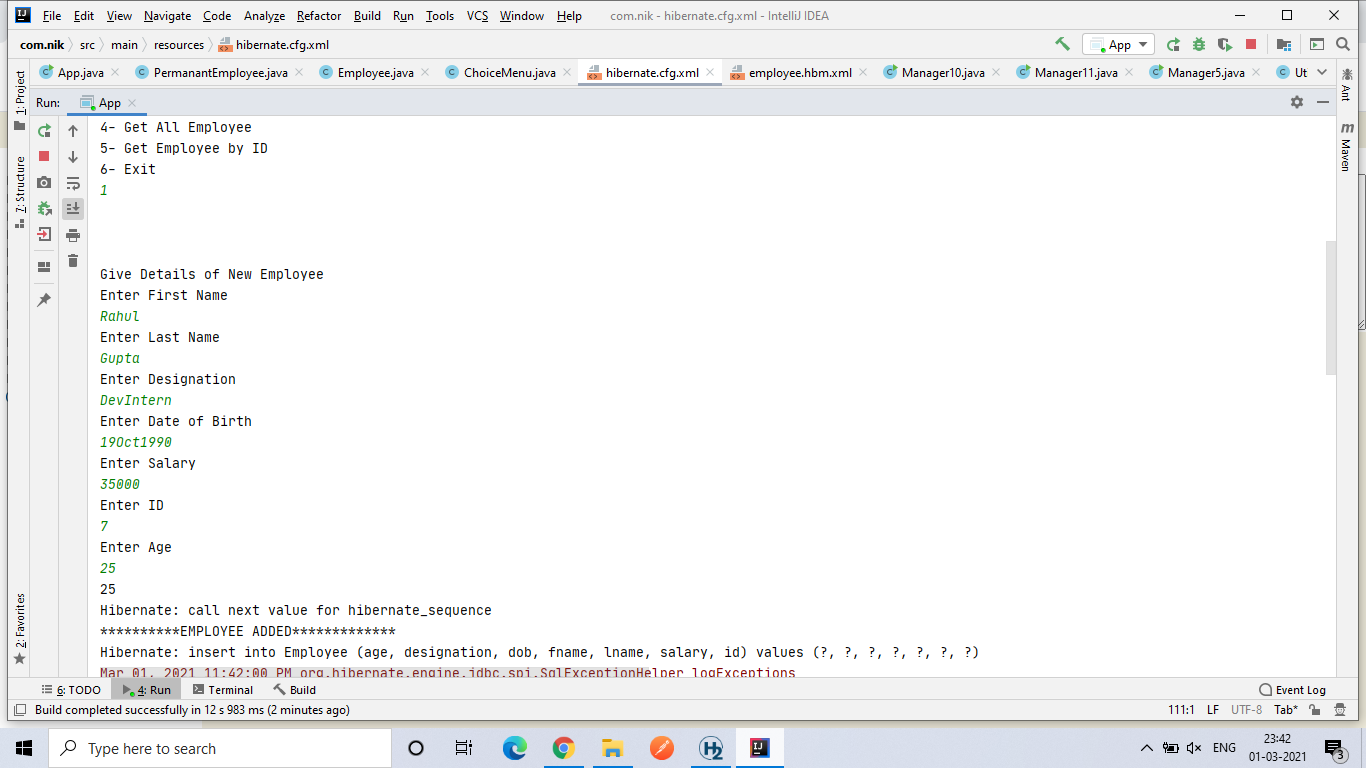 File Edit View Navigate Code Analyze Refactor Build Run Tools VCS Window Help com.nik - hibernate.cfg.xml - IntelliJ IDEA
com.nik src main resources hibernate.cfg.xml App
App.java PermanantEmployee.java Employee.java ChoiceMenu.java hibernate.cfg.xml employee.hbm.xml Manager10.java Manager11.java Manager5.java Ut
Run: App
1: Project
7: Structure
2: Favorites
Ant
Maven
4- Get All Employee
5- Get Employee by ID
6- Exit
1
Give Details of New Employee
Enter First Name
Rahul
Enter Last Name
Gupta
Enter Designation
DevIntern
Enter Date of Birth
19Oct1990
Enter Salary
35000
Enter ID
7
Enter Age
25
25
Hibernate: call next value for hibernate_sequence
**********EMPLOYEE ADDED*************
Hibernate: insert into Employee (age, designation, dob, fname, lname, salary, id) values (?, ?, ?, ?, ?, ?, ?)
Mar 01, 2021 11:42:00 PM org.hibernate.engine.jdbc.spi.SqlExceptionHelper logExceptions
6: TODO 4: Run Terminal Build Event Log
Build completed successfully in 12 s 983 ms (2 minutes ago) 111:1 LF UTF-8 Tab*
Type here to search ENG 23:42
01-03-2021 3